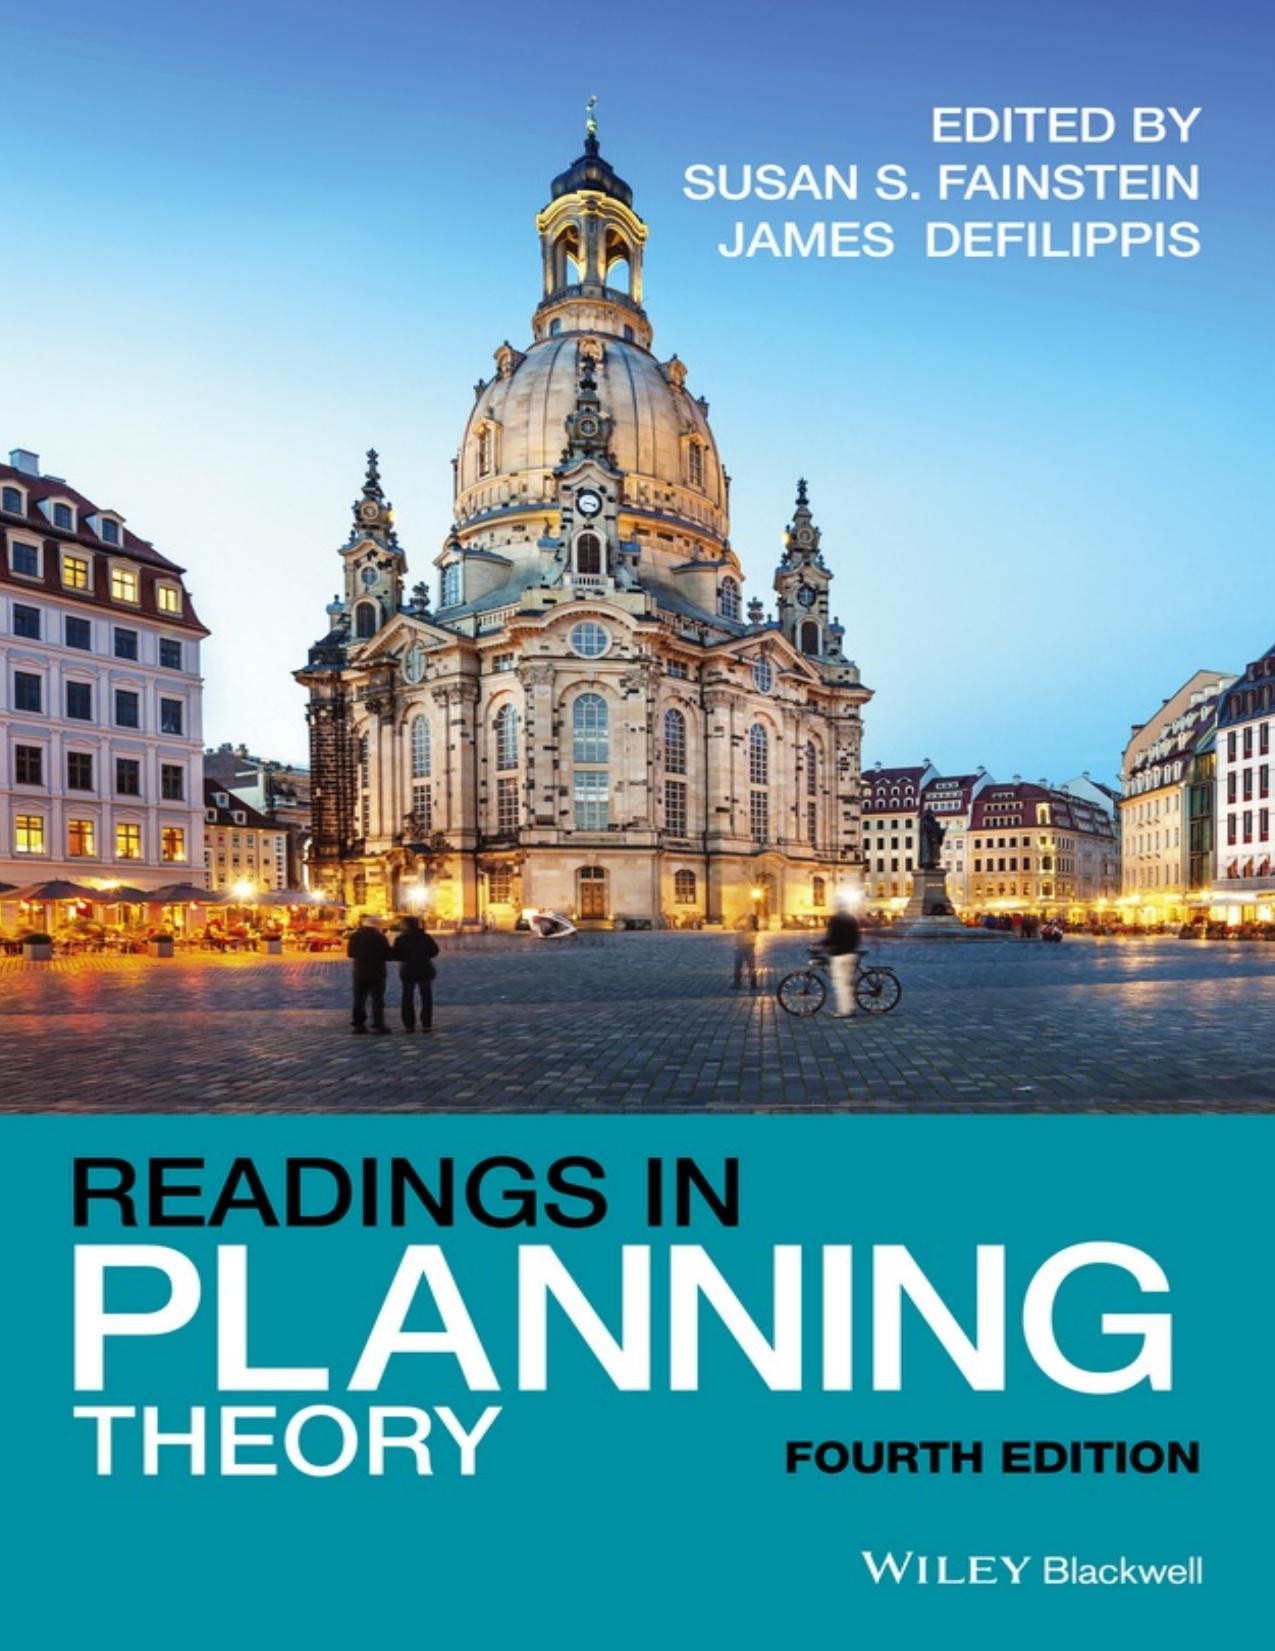 EDITED BY
SUSAN S. FAINSTEIN
JAMES DEFILIPPIS
READINGS IN
PLANNING
THEORY
FOURTH EDITION
WILEY Blackwell